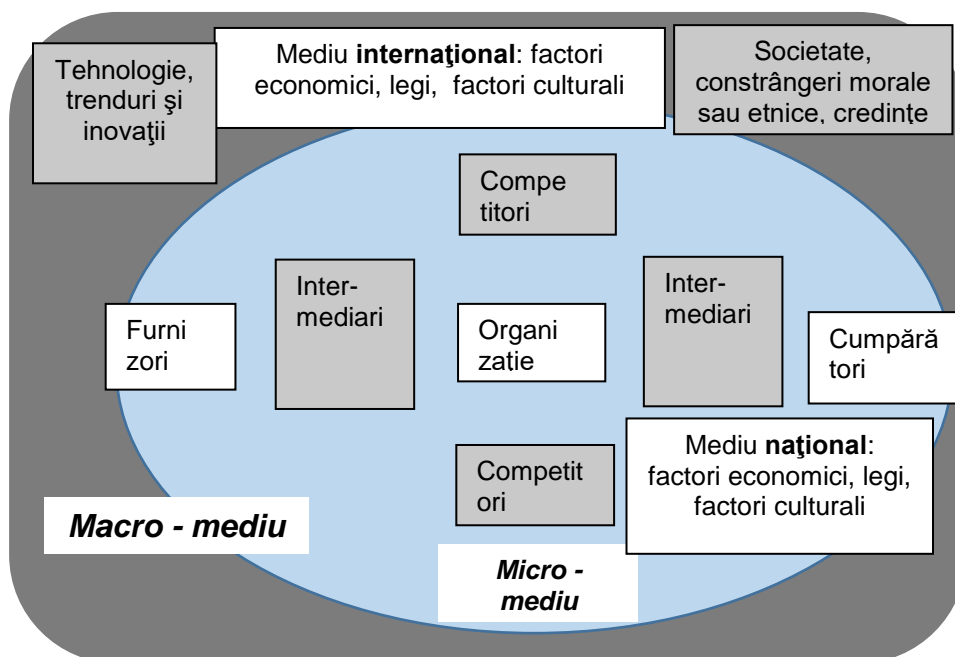 Tehnologie,
trenduri şi
inovaţii
Mediu internaţional: factori
economici, legi, factori culturali
Societate,
constrângeri morale
sau etnice, credinţe
Compe
titori
Inter-
mediari
Inter-
mediari
Furni
zori
Organi
zaţie
Cumpără
tori
Competit
ori
Mediu naţional:
factori economici, legi,
factori culturali
Macro - mediu
Micro -
mediu